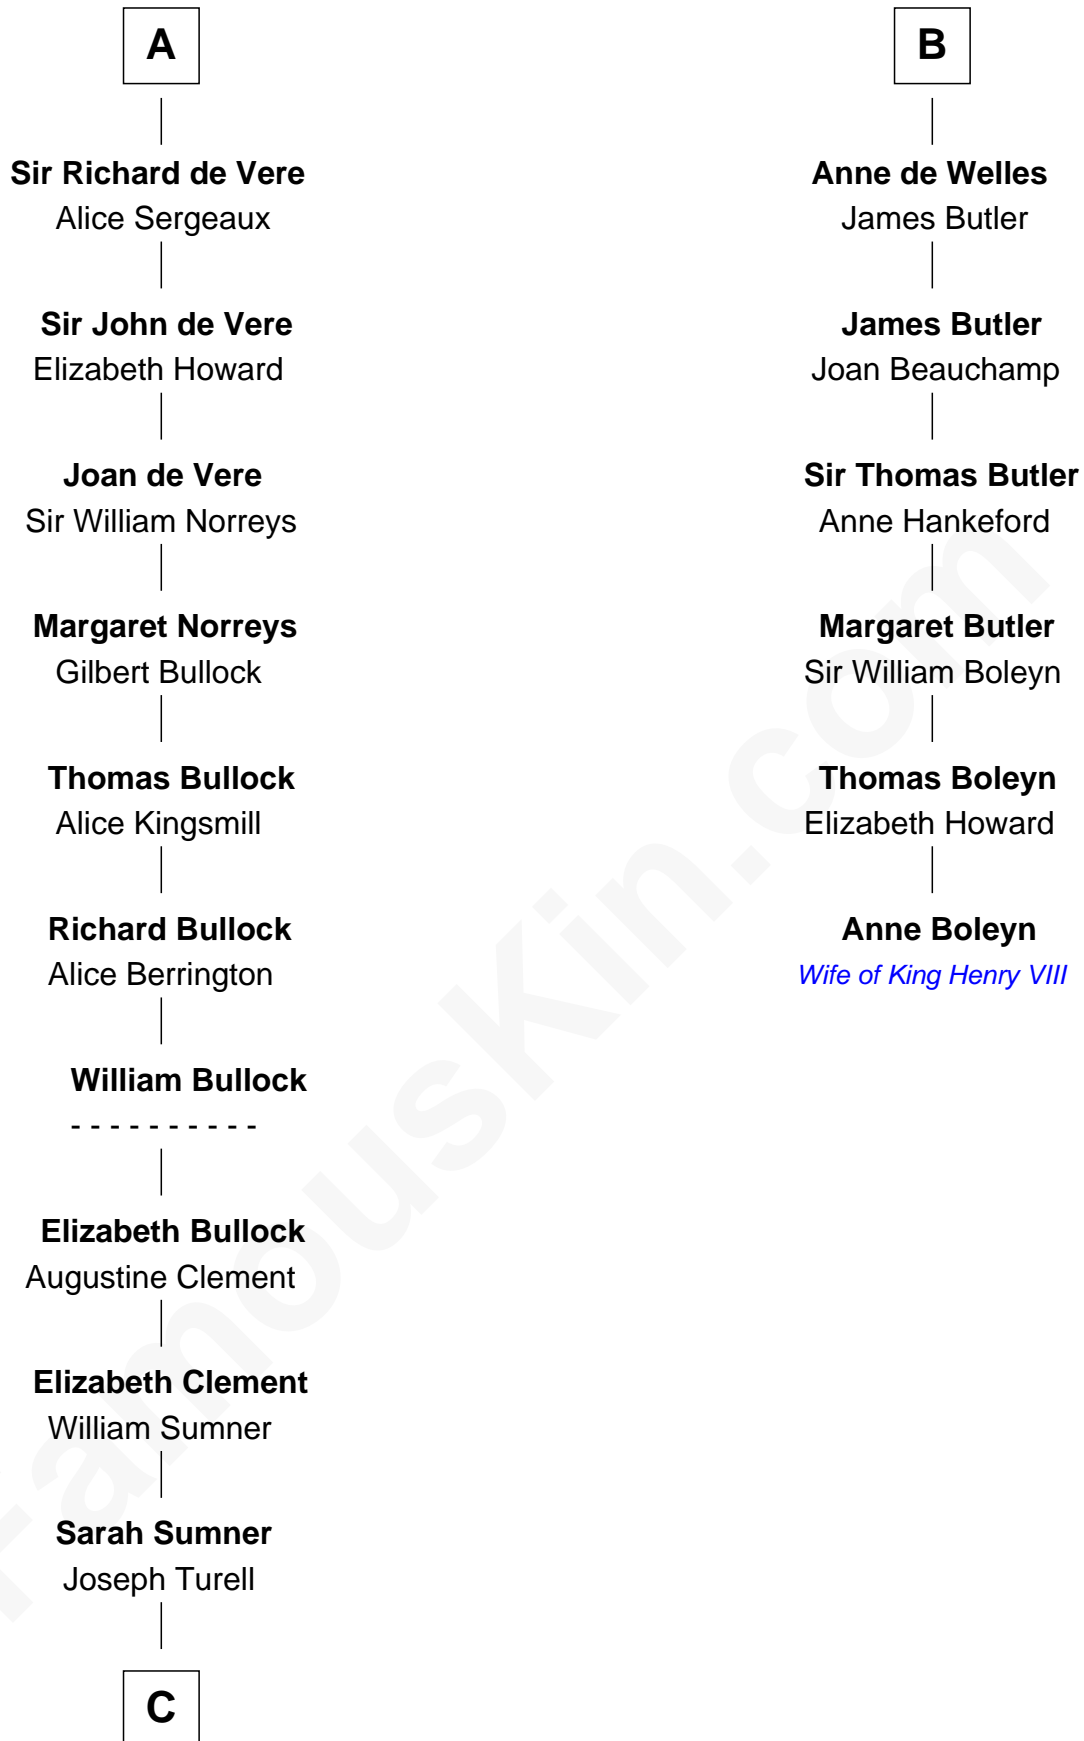 A
Sir Richard de Vere
Alice Sergeaux
Sir John de Vere
Elizabeth Howard
Joan de Vere
Sir William Norreys
Margaret Norreys
Gilbert Bullock
Thomas Bullock
Alice Kingsmill
Richard Bullock
Alice Berrington
William Bullock
- - - - - - - - - -
Elizabeth Bullock
Augustine Clement
Elizabeth Clement
William Sumner
Sarah Sumner
Joseph Turell
C
B
Anne de Welles
James Butler
James Butler
Joan Beauchamp
Sir Thomas Butler
Anne Hankeford
Margaret Butler
Sir William Boleyn
Thomas Boleyn
Elizabeth Howard
Anne Boleyn
Wife of King Henry VIII
FamousKin.com